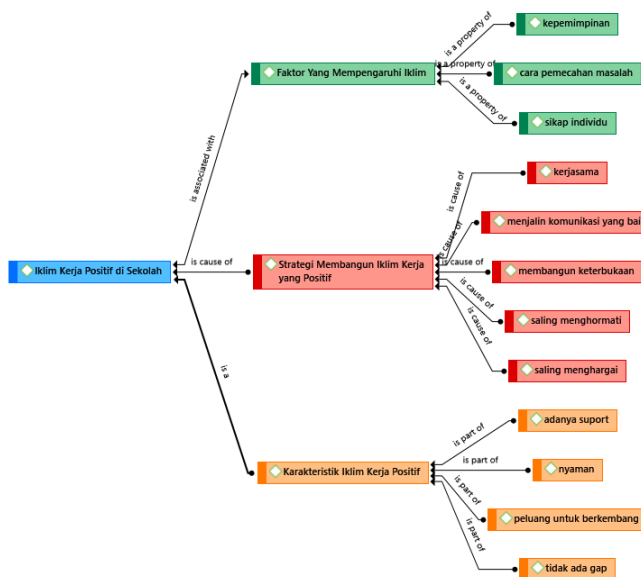 kepemimpinan
is a property of
Faktor Yang Mempengaruhi Iklim
is a property of
cara pemecahan masalah
is a property of
sikap individu
is associated with
kerjasama
is cause of
menjalin komunikasi yang bai
is cause of
Iklim Kerja Positif di Sekolah
is cause of
Strategi Membangun Iklim Kerja
yang Positif
is cause of
membangun keterbukaan
is cause of
saling menghormati
is cause of
saling menghargai
is a
adanya suport
is part of
Karakteristik Iklim Kerja Positif
is part of
nyaman
is part of
peluang untuk berkembang
is part of
tidak ada gap